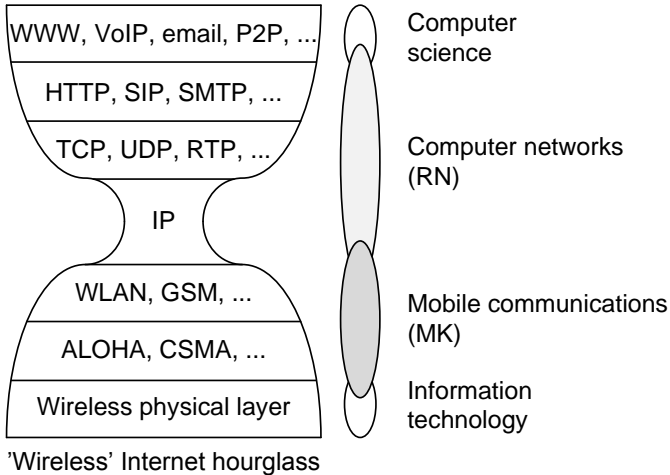 WWW, VoIP, email, P2P, ...
HTTP, SIP, SMTP, ...
TCP, UDP, RTP, ...
IP
WLAN, GSM, ...
ALOHA, CSMA, ...
Wireless physical layer
’Wireless’ Internet hourglass
Computer
science
Computer networks
(RN)
Mobile communications
(MK)
Information
technology